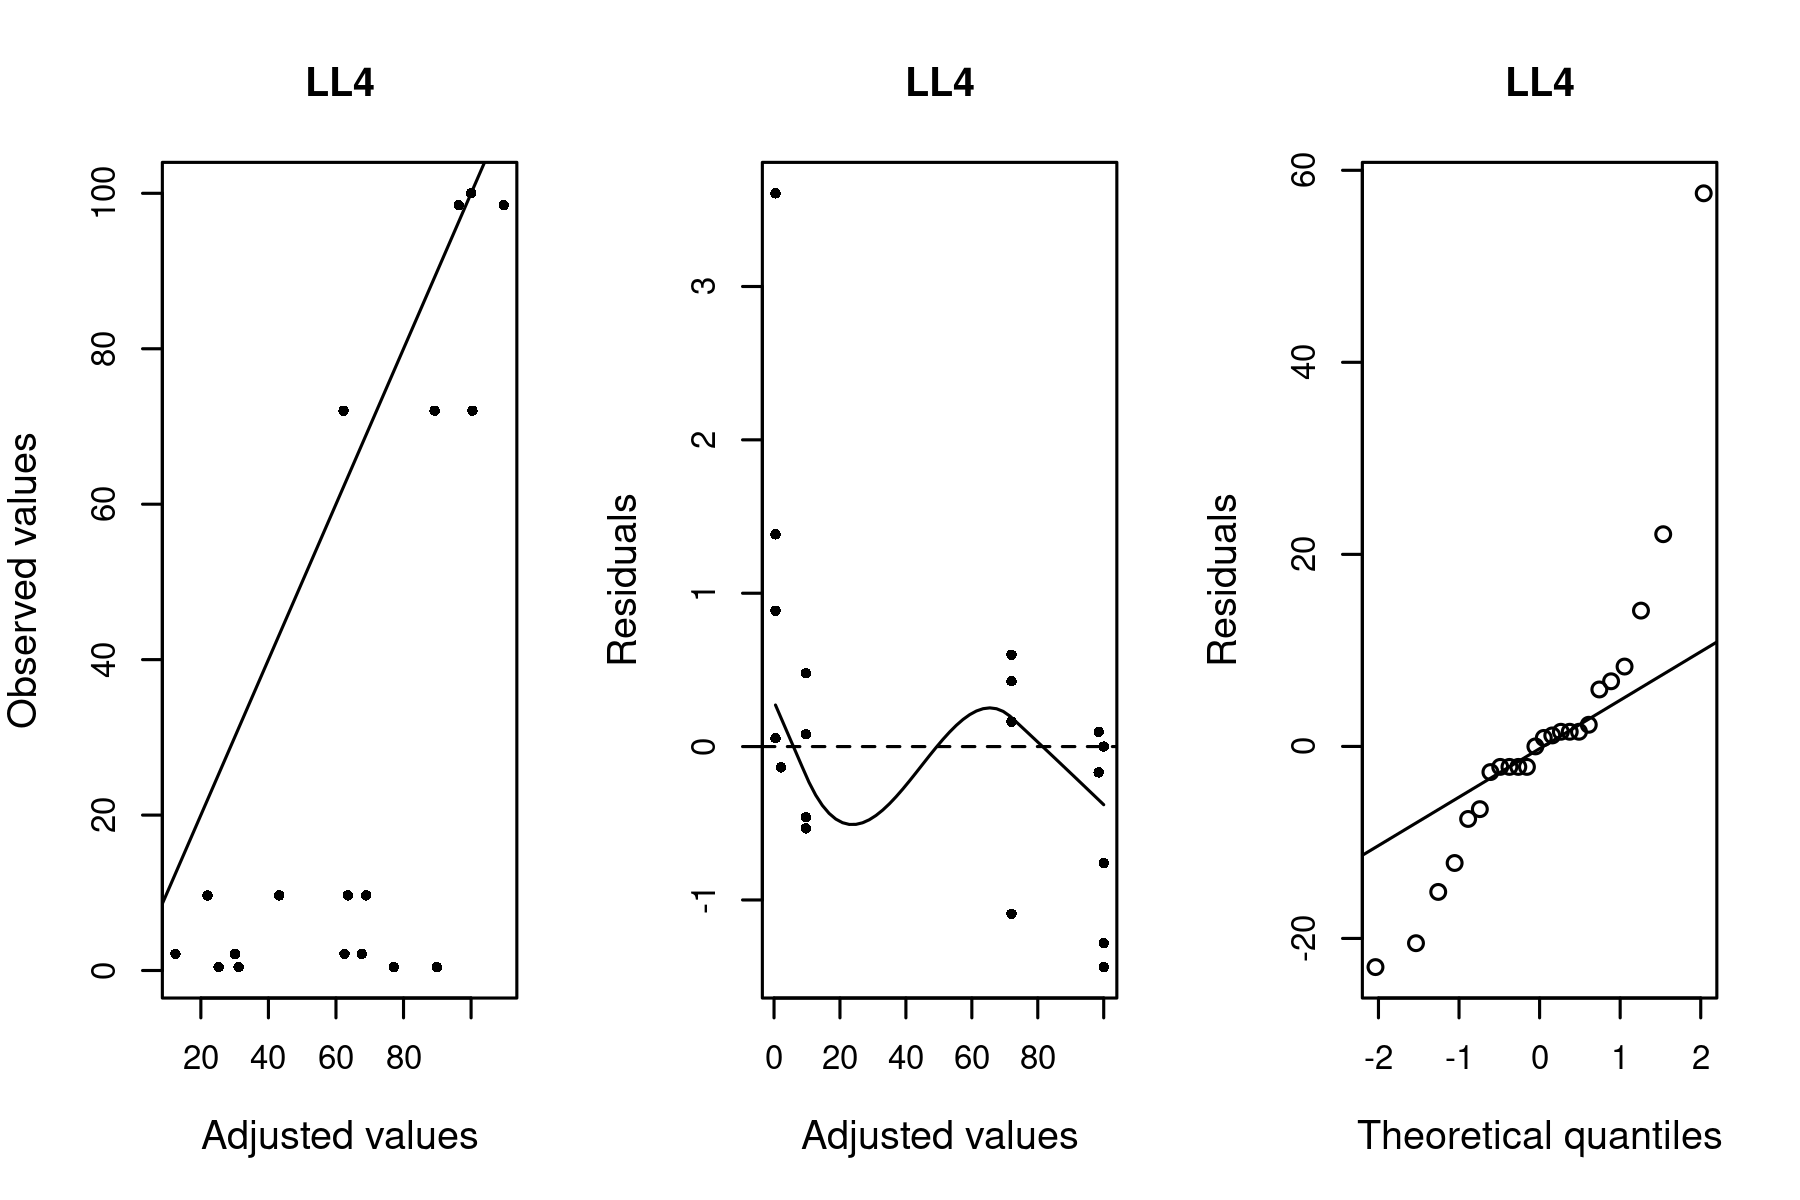 LL4
Observed values
0
20
40
60
80
100
20 40 60 80
Adjusted values
LL4
Residuals
-1
0
1
2
3
0 20 40 60 80
Adjusted values
LL4
Residuals
-20
0
20
40
60
-2 -1 0 1 2
Theoretical quantiles